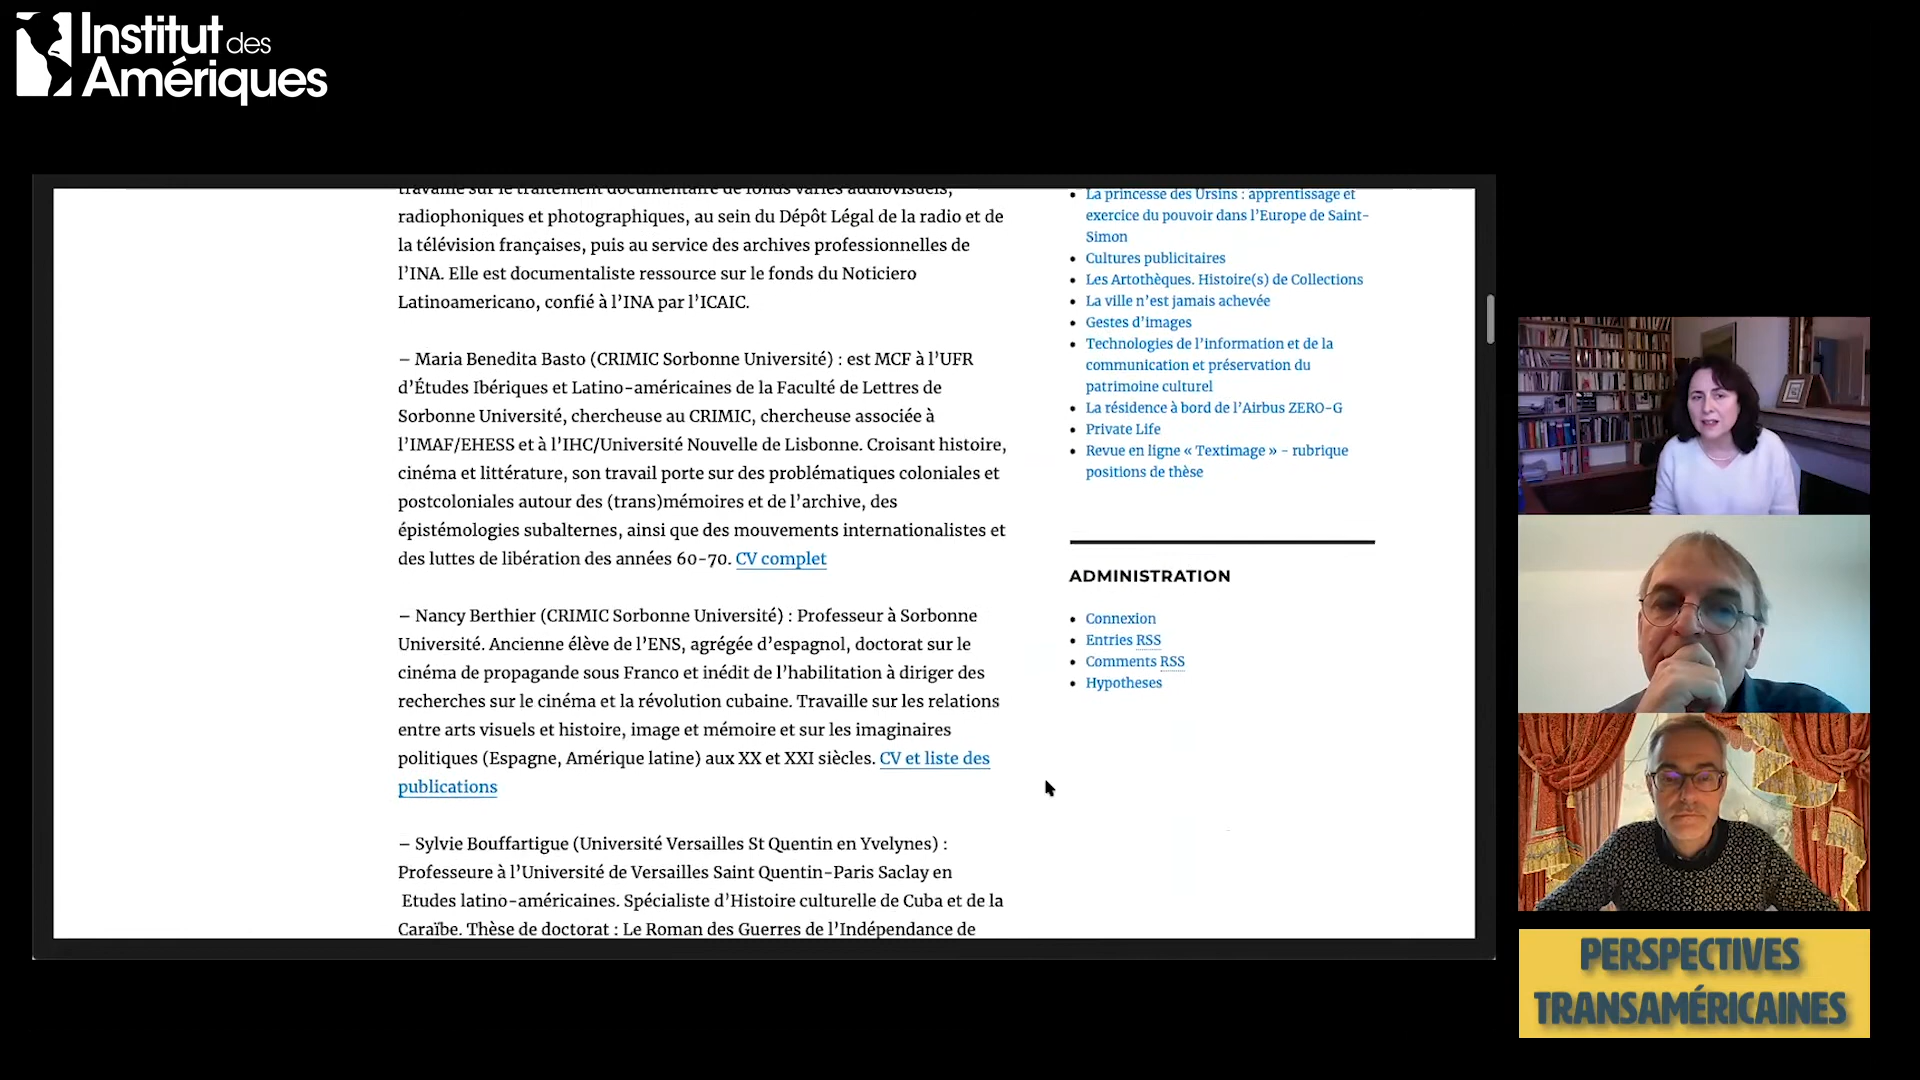 Institut des
Amériques
travaille sur le traitement documentaire de fonds variés audiovisuels,
radiophoniques et photographiques, au sein du Dépôt Légal de la radio et de
la télévision françaises, puis au service des archives professionnelles de
l’INA. Elle est documentaliste ressource sur le fonds du Noticiero
Latinoamericano, confié à l’INA par l’ICAIC.
– Maria Benedita Basto (CRIMIC Sorbonne Université) : est MCF à l’UFR
d’Études Ibériques et Latino-américaines de la Faculté de Lettres de
Sorbonne Université, chercheuse au CRIMIC, chercheuse associée à
l’IMAF/EHESS et à l’IHC/Université Nouvelle de Lisbonne. Croisant histoire,
cinéma et littérature, son travail porte sur des problématiques coloniales et
postcoloniales autour des (trans)mémoires et de l’archive, des
épistémologies subalternes, ainsi que des mouvements internationalistes et
des luttes de libération des années 60-70. CV complet
– Nancy Berthier (CRIMIC Sorbonne Université) : Professeur à Sorbonne
Université. Ancienne élève de l’ENS, agrégée d’espagnol, doctorat sur le
cinéma de propagande sous Franco et inédit de l’habilitation à diriger des
recherches sur le cinéma et la révolution cubaine. Travaille sur les relations
entre arts visuels et histoire, image et mémoire et sur les imaginaires
politiques (Espagne, Amérique latine) aux XX et XXI siècles. CV et liste des
publications
– Sylvie Bouffartigue (Université Versailles St Quentin en Yvelynes) :
Professeure à l’Université de Versailles Saint Quentin-Paris Saclay en
Etudes latino-américaines. Spécialiste d’Histoire culturelle de Cuba et de la
Caraïbe. Thèse de doctorat : Le Roman des Guerres de l’Indépendance de
La princesse des Ursins : apprentissage et
exercice du pouvoir dans l’Europe de Saint-
Simon
Cultures publicitaires
Les Artothèques. Histoire(s) de Collections
La ville n’est jamais achevée
Gestes d’images
Technologies de l’information et de la
communication et préservation du
patrimoine culturel
La résidence à bord de l’Airbus ZERO-G
Private Life
Revue en ligne « Textimage » - rubrique
positions de thèse
ADMINISTRATION
Connexion
Entries RSS
Comments RSS
Hypotheses
PERSPECTIVES
TRANSAMÉRICAINES